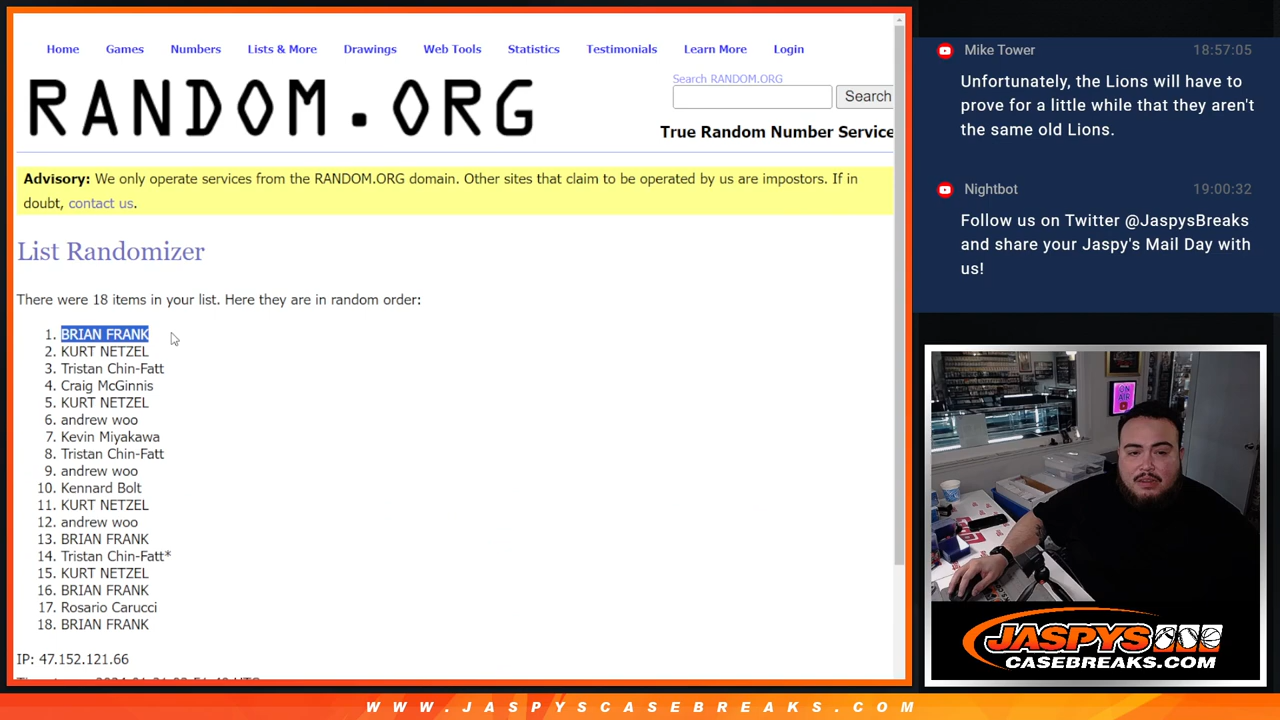 Home Games Numbers Lists & More Drawings Web Tools Statistics Testimonials Learn More Login
RANDOM.ORG
Search RANDOM.ORG
Search
True Random Number Service
Advisory: We only operate services from the RANDOM.ORG domain. Other sites that claim to be operated by us are impostors. If in
doubt, contact us.
List Randomizer
There were 18 items in your list. Here they are in random order:
1. BRIAN FRANK
2. KURT NETZEL
3. Tristan Chin-Fatt
4. Craig McGinnis
5. KURT NETZEL
6. andrew woo
7. Kevin Miyakawa
8. Tristan Chin-Fatt
9. andrew woo
10. Kennard Bolt
11. KURT NETZEL
12. andrew woo
13. BRIAN FRANK
14. Tristan Chin-Fatt*
15. KURT NETZEL
16. BRIAN FRANK
17. Rosario Carucci
18. BRIAN FRANK
IP: 47.152.121.66
Mike Tower 18:57:05
Unfortunately, the Lions will have to
prove for a little while that they aren't
the same old Lions.
Nightbot 19:00:32
Follow us on Twitter @JaspysBreaks
and share your Jaspy's Mail Day with
us!
ON AIR
JASPYS
CASEBREAKS.COM
WWW.JASPYSCASEBREAKS.COM